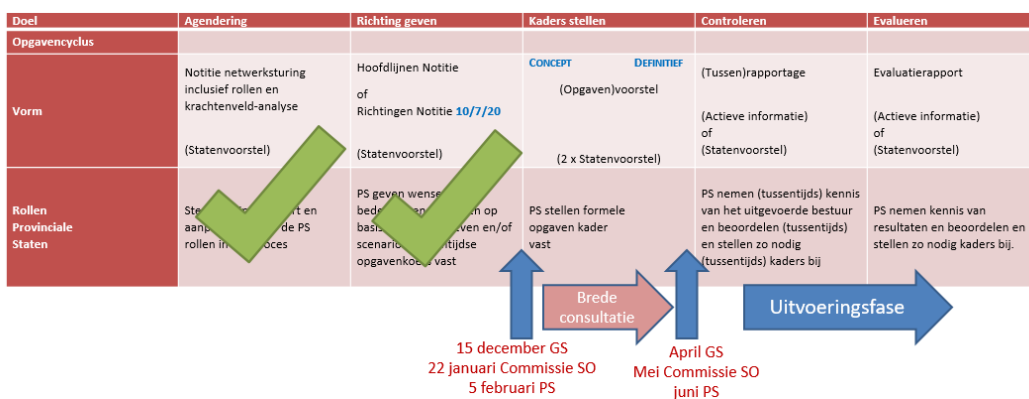 Doel
Agendering
Richting geven
Kaders stellen
Controleren
Evalueren
Opgavencyclus
Vorm
Notitie netwerksturing
inclusief rollen en
krachtenveld-analyse
(Statenvoorstel)
Hoofdlijnen Notitie
of
Richtingen Notitie 10/7/20
(Statenvoorstel)
CONCEPT DEFINITIEF
(Opgaven)voorstel
(2 x Statenvoorstel)
(Tussen)rapportage
(Actieve informatie)
of
(Statenvoorstel)
Evaluatierapport
(Actieve informatie)
of
(Statenvoorstel)
Rollen
Provinciale
Staten
en
de PS
rollen in
PS geven
op
en/of
vast
PS stellen formele
opgaven kader
vast
PS nemen (tussentijds) kennis
van het uitgevoerde bestuur
en beoordelen (tussentijds)
en stellen zo nodig
(tussentijds) kaders bij
PS nemen kennis van
resultaten en beoordelen en
stellen zo nodig kaders bij.
Brede
consultatie
Uitvoeringsfase
15 december GS
22 januari Commissie SO
5 februari PS
April GS
Mei Commissie SO
juni PS